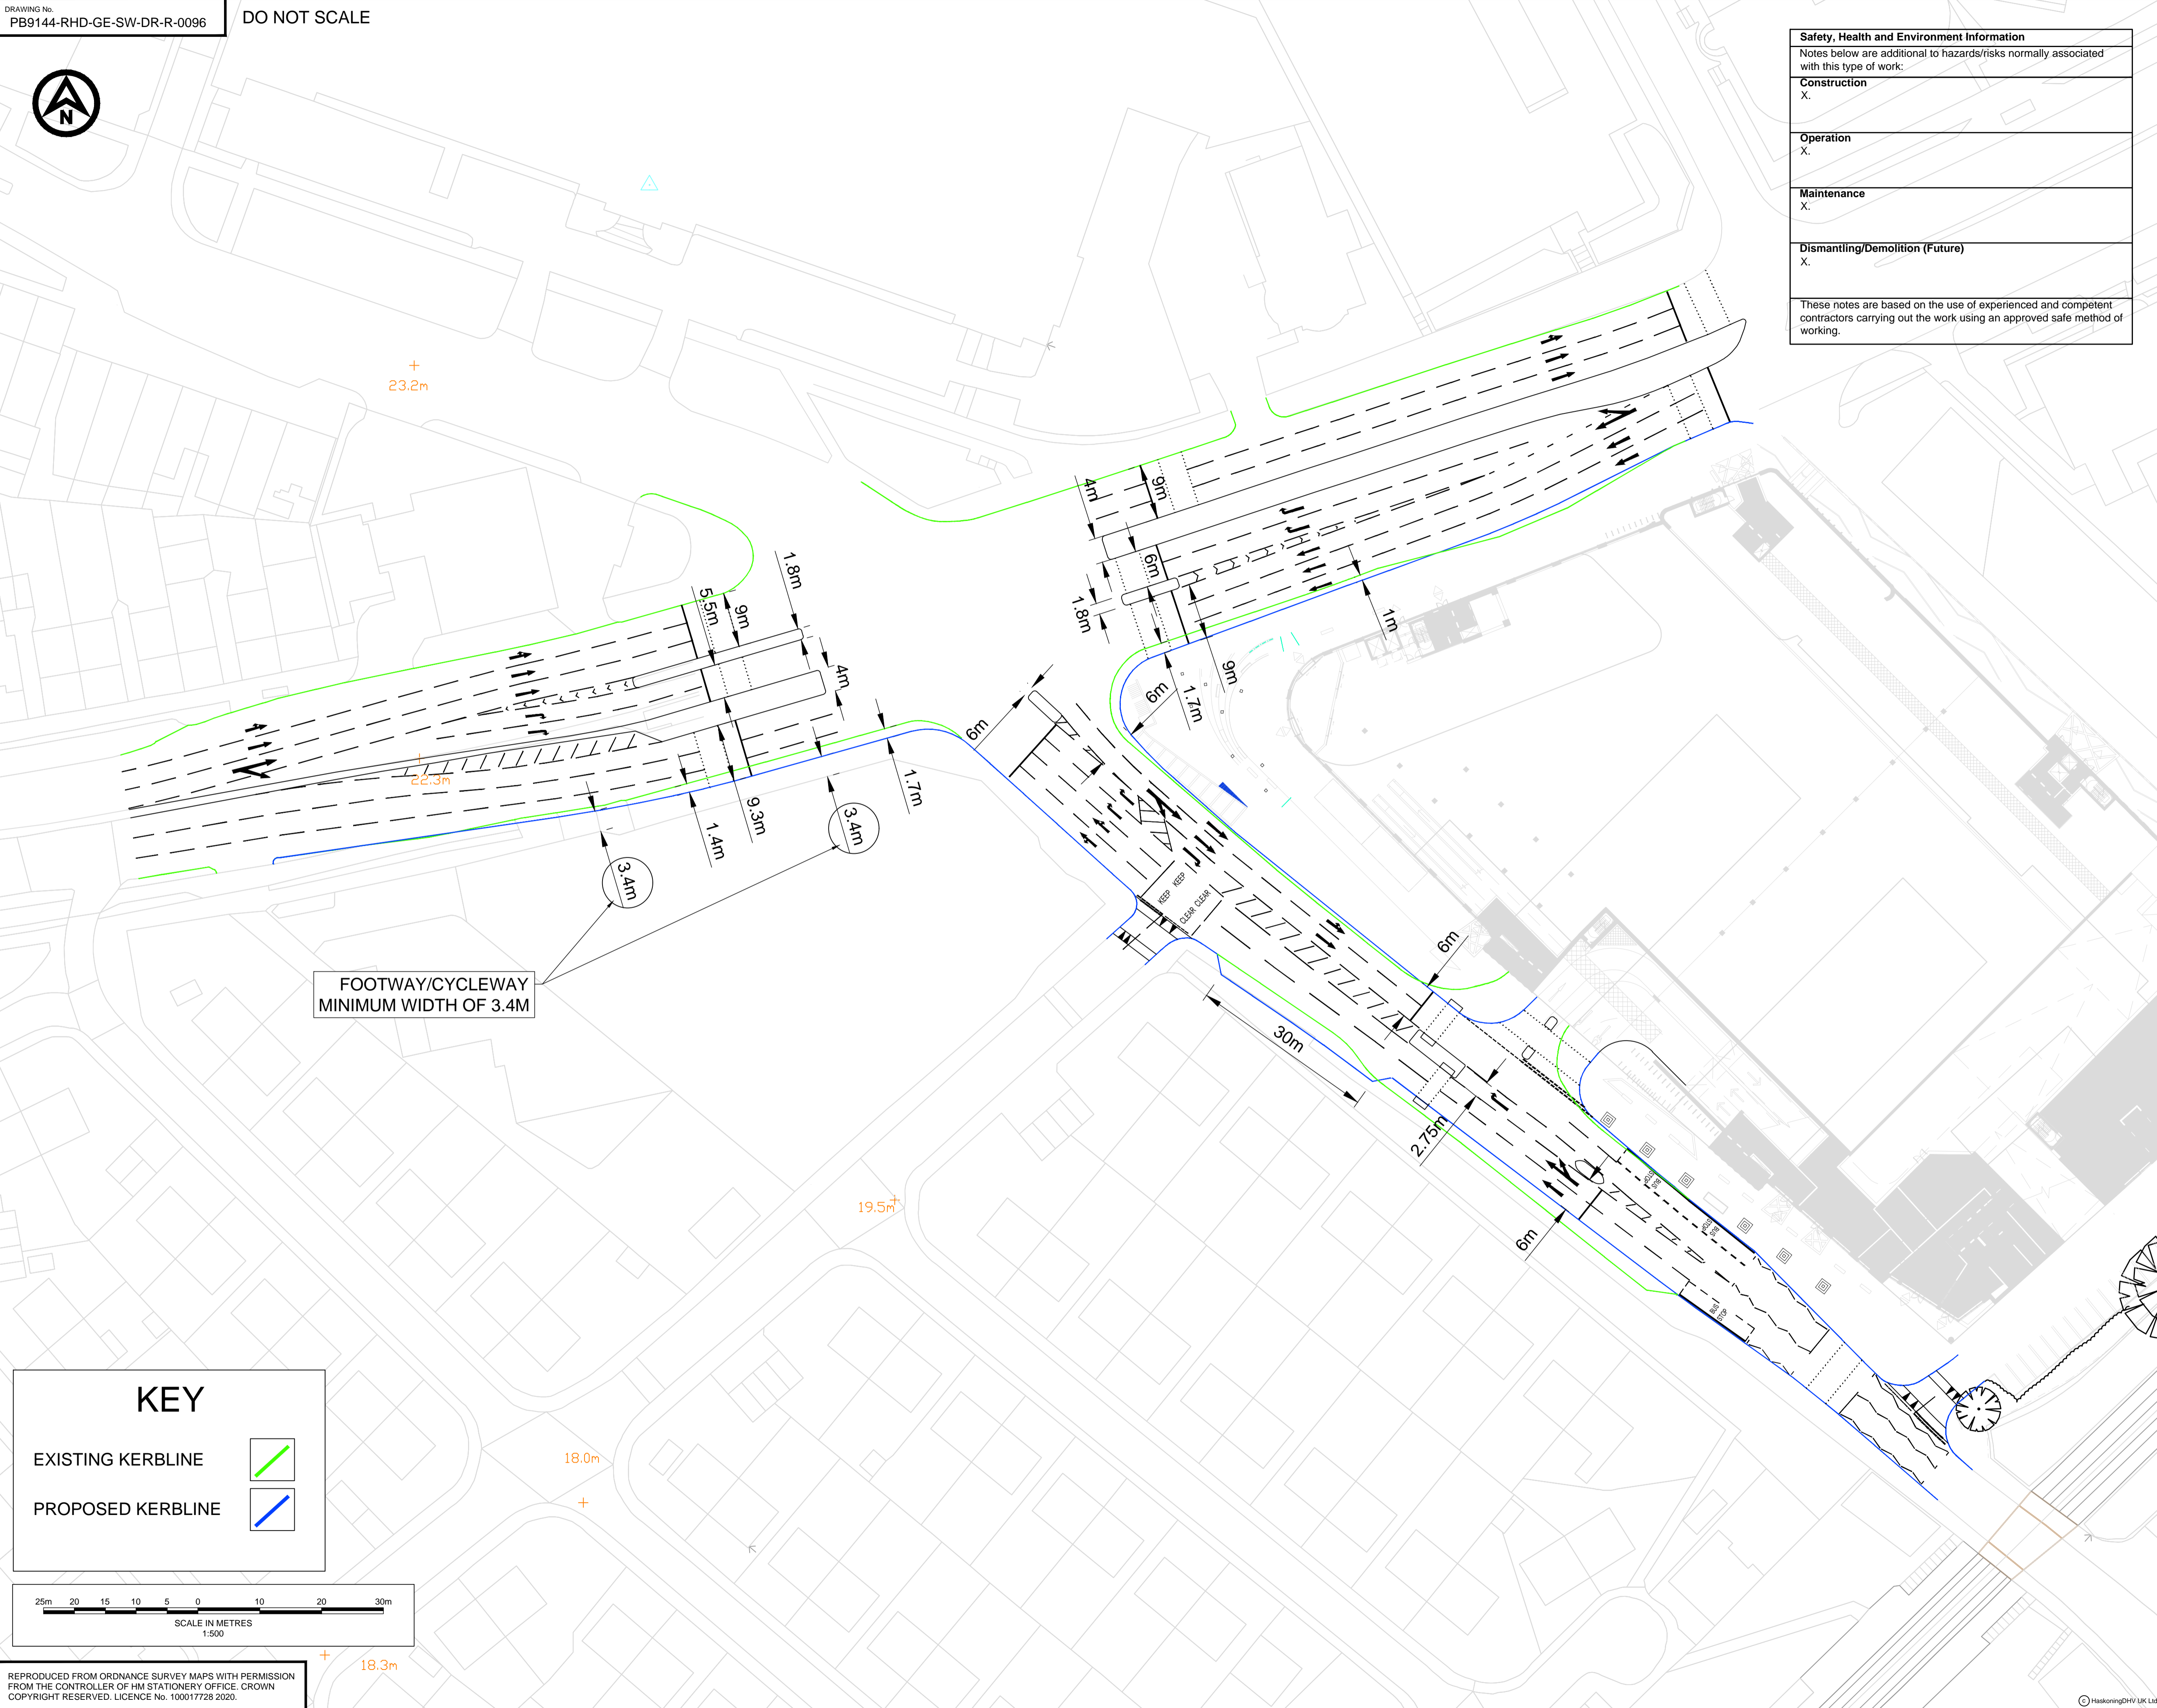 DRAWING No.
PB9144-RHD-GE-SW-DR-R-0096
DO NOT SCALE
N
Safety, Health and Environment Information
Notes below are additional to hazards/risks normally associated
with this type of work:
Construction
X.
Operation
X.
Maintenance
X.
Dismantling/Demolition (Future)
X.
These notes are based on the use of experienced and competent
contractors carrying out the work using an approved safe method of
working.
23.2m
4m
9m
6m
1.8m
1m
9m
1.7m
6m
1.8m
5.5m
9m
4m
6m
22.3m
1.7m
9.3m
1.4m
3.4m
3.4m
FOOTWAY/CYCLEWAY
MINIMUM WIDTH OF 3.4M
KEEP KEEP
CLEAR CLEAR
6m
30m
2.75m
6m
BUS
STOP
BUS
STOP
BUS
STOP
19.5m
18.0m
18.3m
KEY
EXISTING KERBLINE
PROPOSED KERBLINE
25m 20 15 10 5 0 10 20 30m
SCALE IN METRES
1:500
REPRODUCED FROM ORDNANCE SURVEY MAPS WITH PERMISSION
FROM THE CONTROLLER OF HM STATIONERY OFFICE. CROWN
COPYRIGHT RESERVED. LICENCE No. 100017728 2020.
© HaskoningDHV UK Ltd